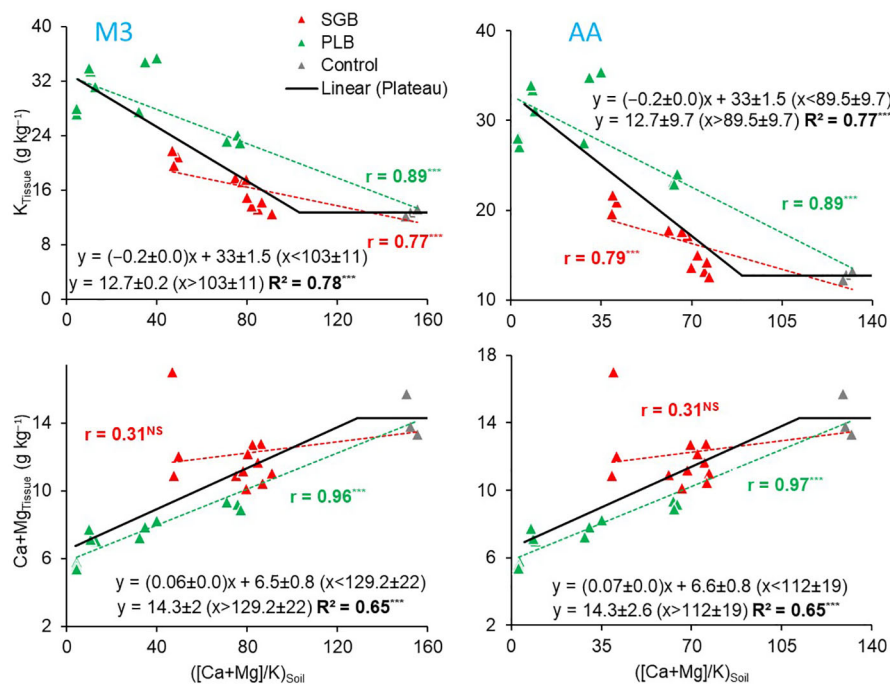 M3
SGB
PLB
Control
Linear (Plateau)
K_Tissue (g kg⁻¹)
40
32
24
16
8
0
r = 0.89***
r = 0.77***
y = (−0.2±0.0)x + 33±1.5 (x<103±11)
y = 12.7±0.2 (x>103±11) R² = 0.78***
0 40 80 120 160
AA
K_Tissue (g kg⁻¹)
40
30
20
10
y = (−0.2±0.0)x + 33±1.5 (x<89.5±9.7)
y = 12.7±9.7 (x>89.5±9.7) R² = 0.77***
r = 0.89***
r = 0.79***
0 35 70 105 140
Ca+Mg_Tissue (g kg⁻¹)
18
14
10
6
2
r = 0.31^NS
r = 0.96***
y = (0.06±0.0)x + 6.5±0.8 (x<129.2±22)
y = 14.3±2 (x>129.2±22) R² = 0.65***
0 40 80 120 160
([Ca+Mg]/K)_Soil
Ca+Mg_Tissue (g kg⁻¹)
18
14
10
6
2
r = 0.31^NS
r = 0.97***
y = (0.07±0.0)x + 6.6±0.8 (x<112±19)
y = 14.3±2.6 (x>112±19) R² = 0.65***
0 35 70 105 140
([Ca+Mg]/K)_Soil